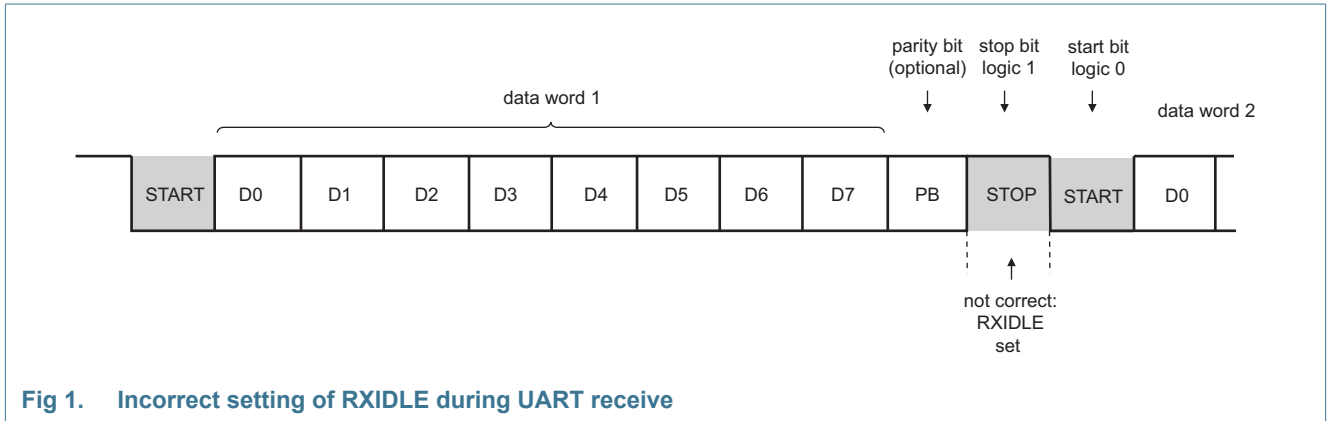 parity bit stop bit start bit
(optional) logic 1 logic 0
data word 1
data word 2
START D0 D1 D2 D3 D4 D5 D6 D7 PB STOP START D0
not correct:
RXIDLE
set
Fig 1. Incorrect setting of RXIDLE during UART receive